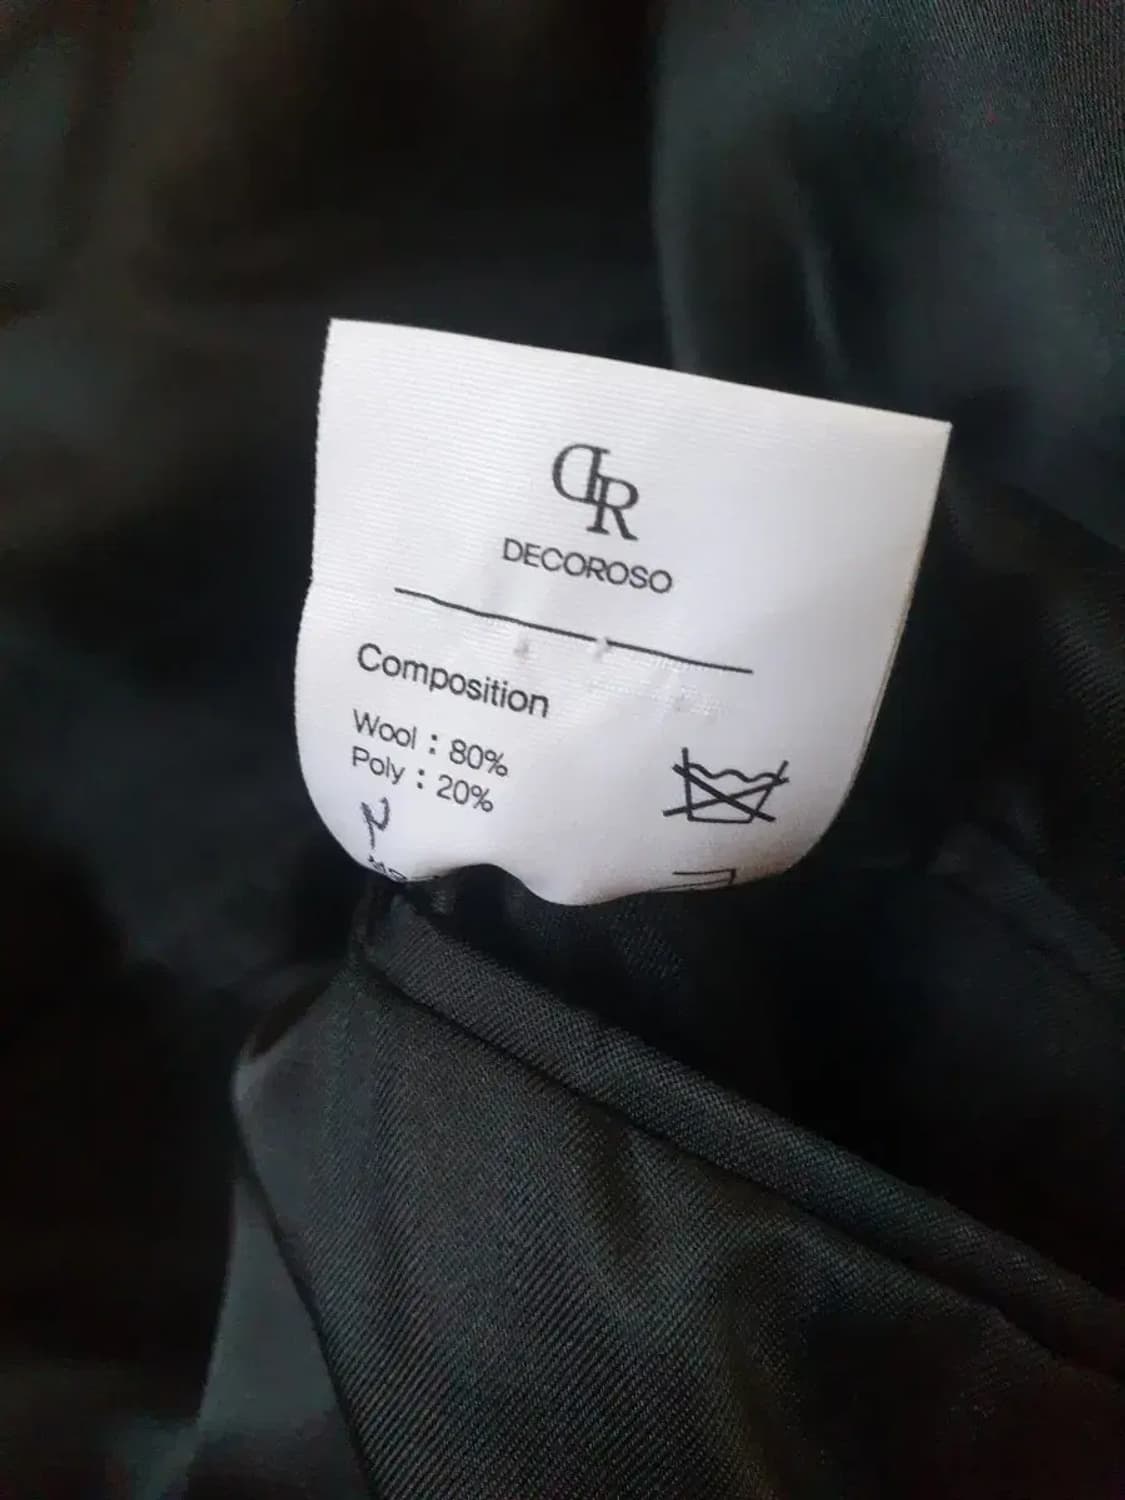 DR
DECOROSO
Composition
Wool : 80%
Poly : 20%